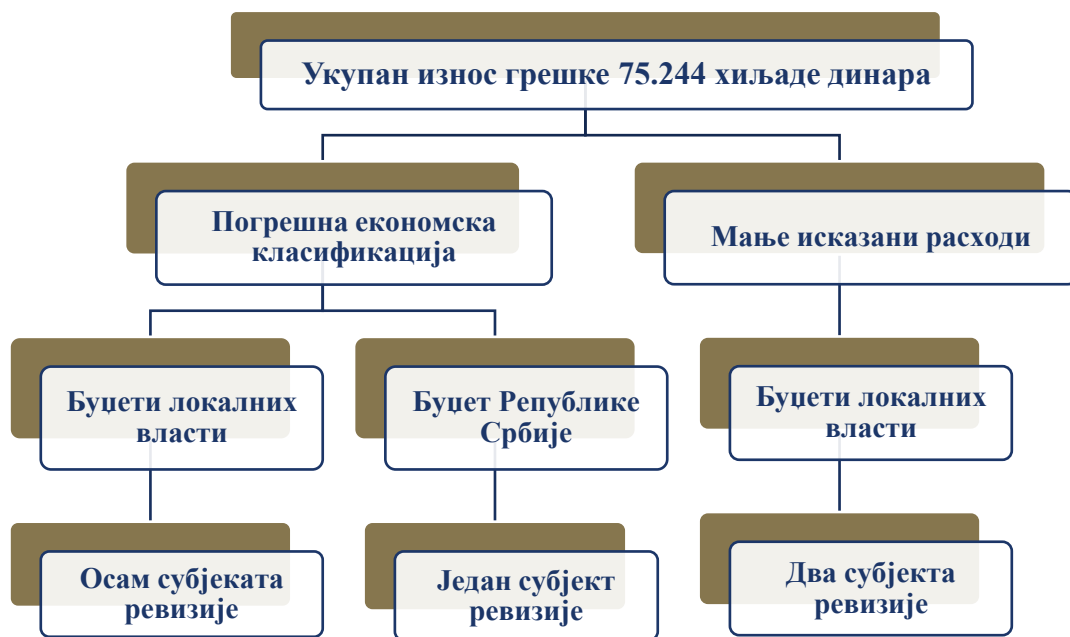 Укупан износ грешке 75.244 хиљаде динара
Погрешна економска
класификација
Мање исказани расходи
Буџети локалних
власти
Буџет Републике
Србије
Буџети локалних
власти
Осам субјеката
ревизије
Један субјект
ревизије
Два субјекта
ревизије